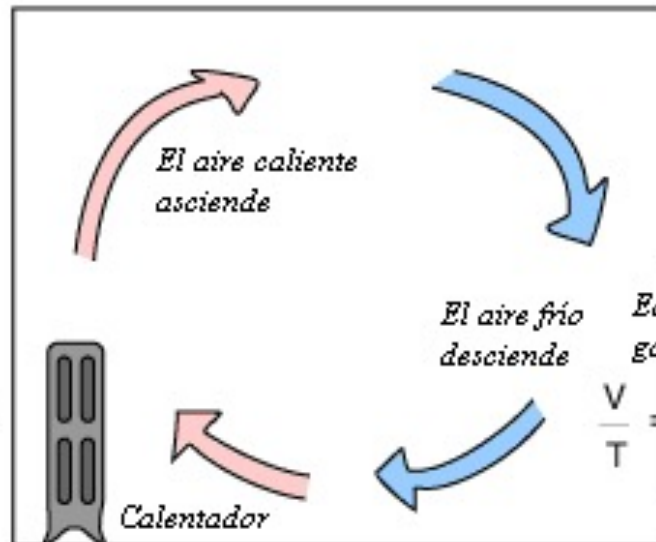 El aire caliente
asciende
El aire frío
desciende
Calentador
V
T
=